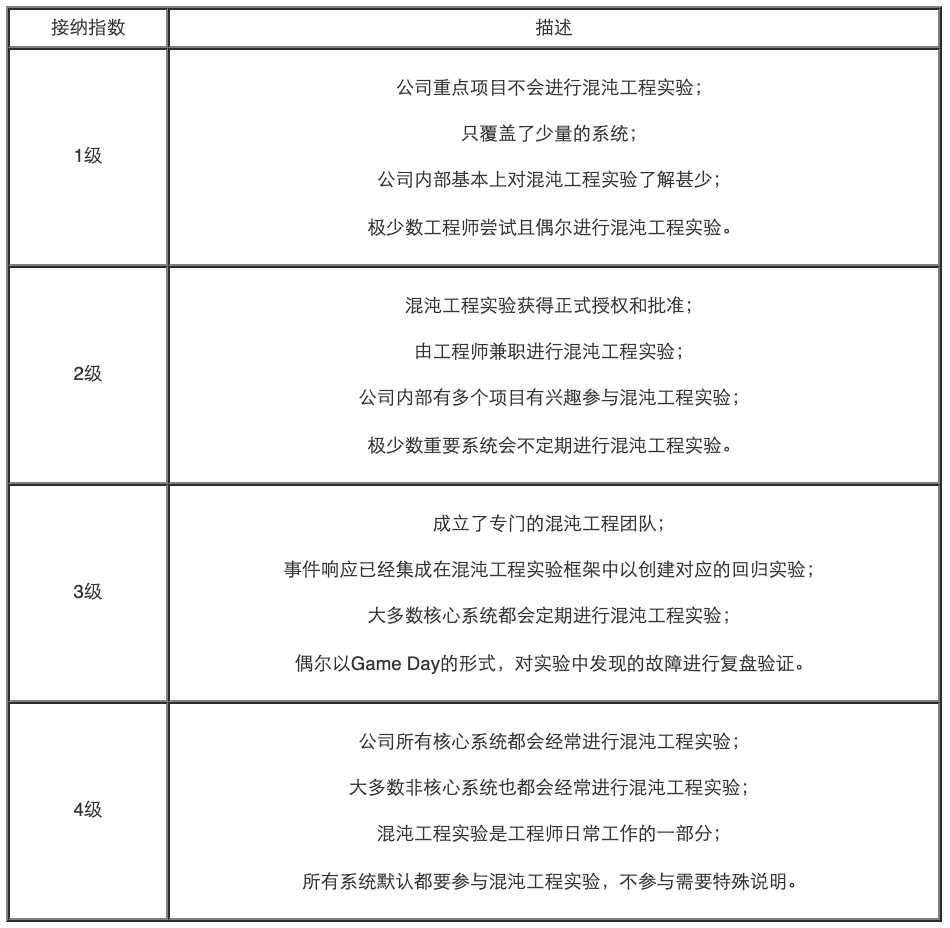 接纳指数
描述
1级
公司重点项目不会进行混沌工程实验；
只覆盖了少量的系统；
公司内部基本上对混沌工程实验了解甚少；
极少数工程师尝试且偶尔进行混沌工程实验。
2级
混沌工程实验获得正式授权和批准；
由工程师兼职进行混沌工程实验；
公司内部有多个项目有兴趣参与混沌工程实验；
极少数重要系统会不定期进行混沌工程实验。
3级
成立了专门的混沌工程团队；
事件响应已经集成在混沌工程实验框架中以创建对应的回归实验；
大多数核心系统都会定期进行混沌工程实验；
偶尔以Game Day的形式，对实验中发现的故障进行复盘验证。
4级
公司所有核心系统都会经常进行混沌工程实验；
大多数非核心系统也都会经常进行混沌工程实验；
混沌工程实验是工程师日常工作的一部分；
所有系统默认都要参与混沌工程实验，不参与需要特殊说明。